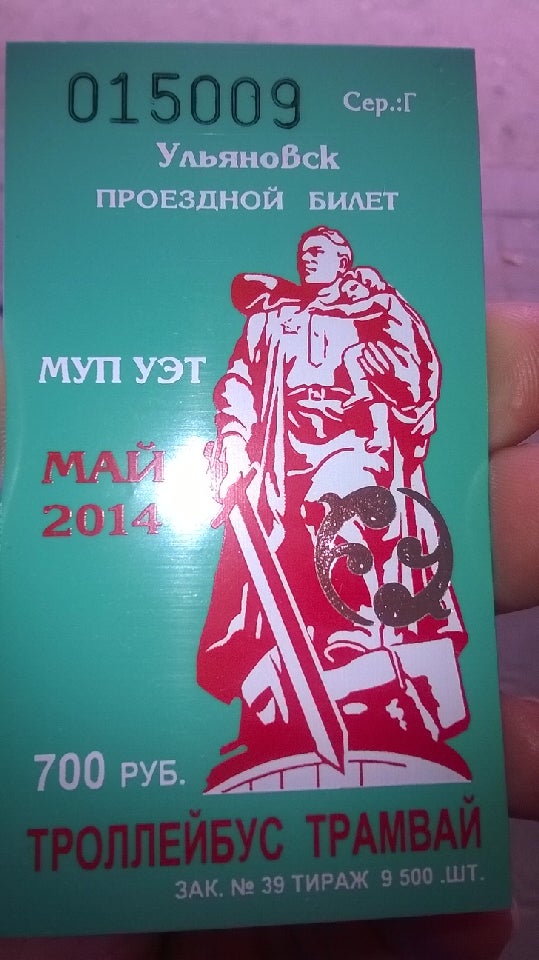 015009 Сер.:Г
Ульяновск
ПРОЕЗДНОЙ БИЛЕТ
МУП УЭТ
МАЙ
2014
700 РУБ.
ТРОЛЛЕЙБУС ТРАМВАЙ
ЗАК. № 39 ТИРАЖ 9 500 .ШТ.